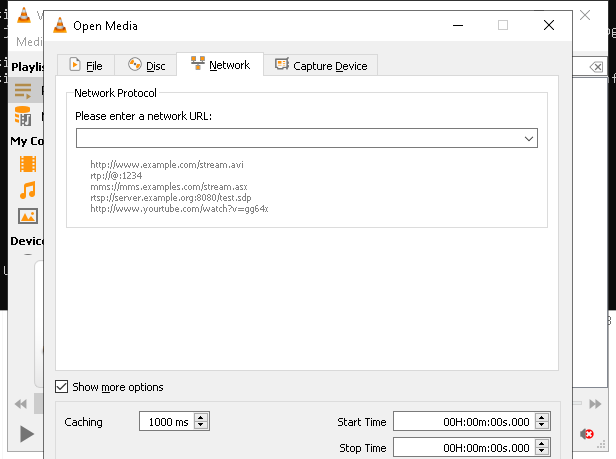 Open Media
Medi
File
Disc
Network
Capture Device
Playlis
Network Protocol
Please enter a network URL:
http://www.example.com/stream.avi
rtp://@:1234
mms://mms.examples.com/stream.asx
rtsp://server.example.org:8080/test.sdp
http://www.yourtube.com/watch?v=gg64x
My Co
Device
Show more options
Caching
1000 ms
Start Time
00H:00m:00s.000
Stop Time
00H:00m:00s.000